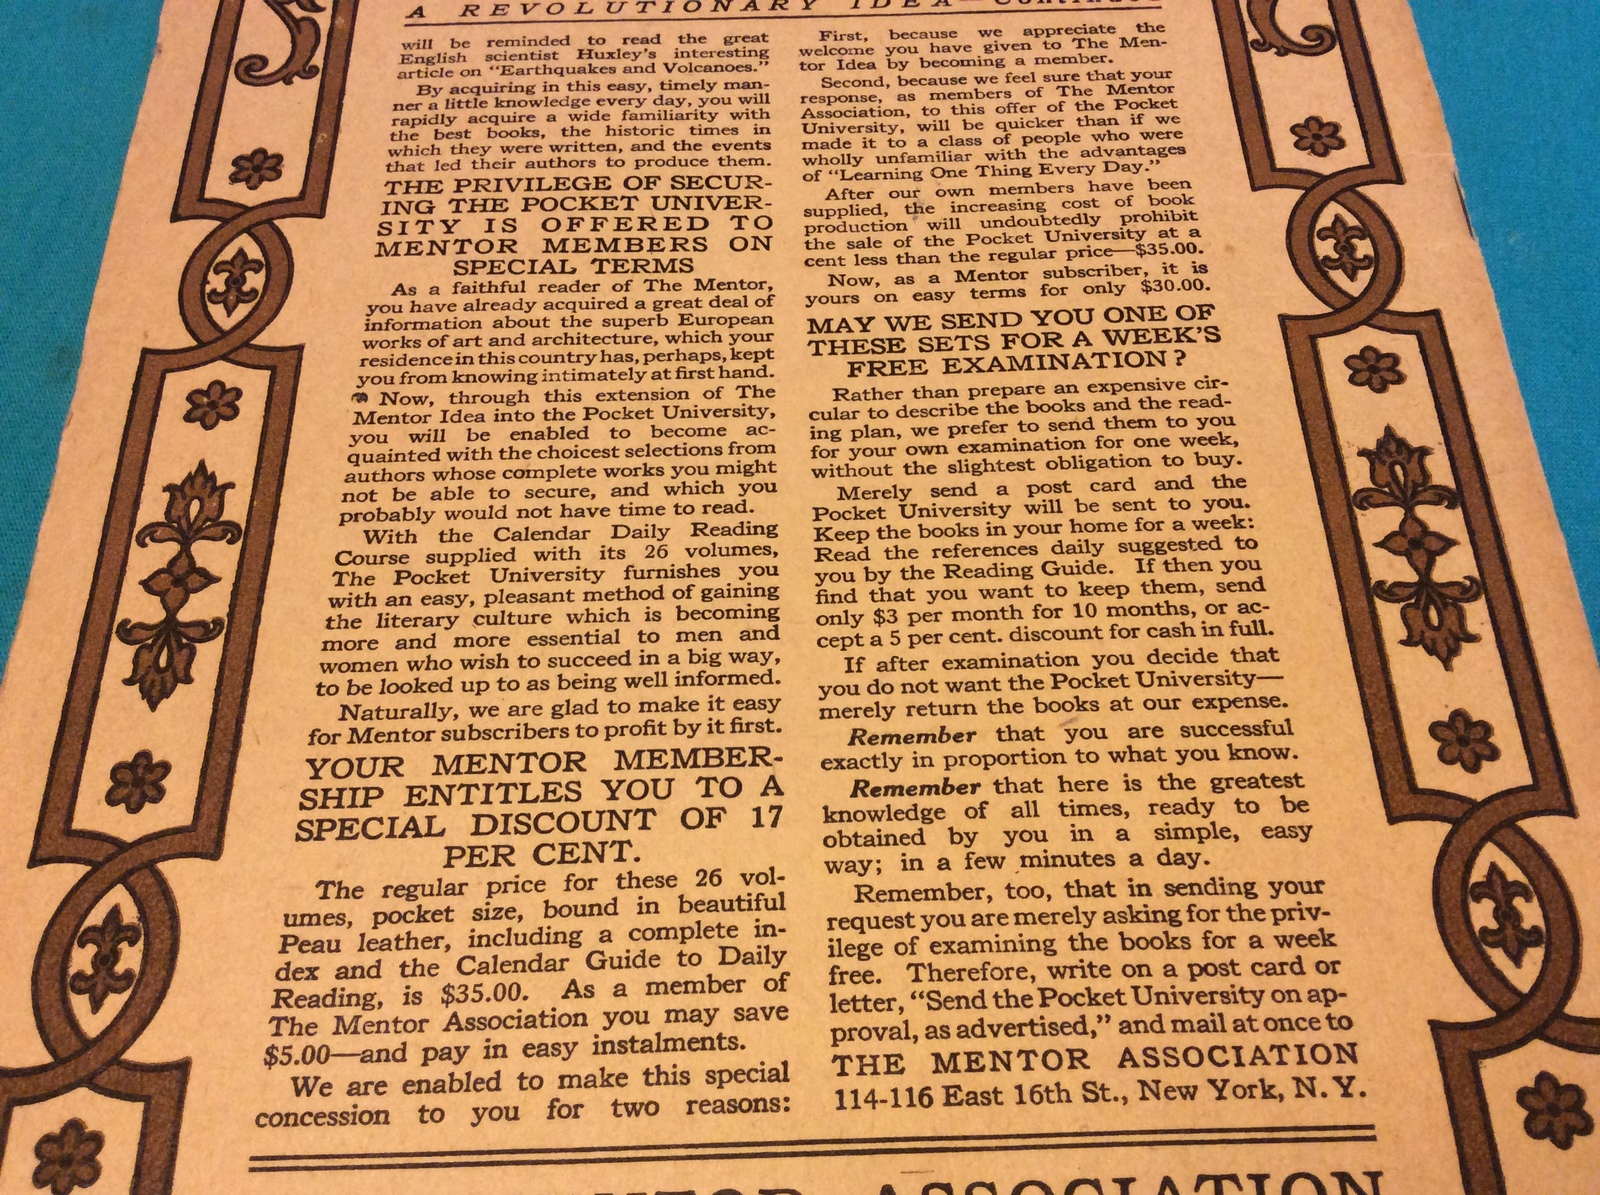 A REVOLUTIONARY IDEA—Continued
will be reminded to read the great
English scientist Huxley's interesting
article on "Earthquakes and Volcanoes."
By acquiring in this easy, timely man-
ner a little knowledge every day, you will
rapidly acquire a wide familiarity with
the best books, the historic times in
which they were written, and the events
that led their authors to produce them.
THE PRIVILEGE OF SECUR-
ING THE POCKET UNIVER-
SITY IS OFFERED TO
MENTOR MEMBERS ON
SPECIAL TERMS
As a faithful reader of The Mentor,
you have already acquired a great deal of
information about the superb European
works of art and architecture, which your
residence in this country has, perhaps, kept
you from knowing intimately at first hand.
Now, through this extension of The
Mentor Idea into the Pocket University,
you will be enabled to become ac-
quainted with the choicest selections from
authors whose complete works you might
not be able to secure, and which you
probably would not have time to read.
With the Calendar Daily Reading
Course supplied with its 26 volumes,
The Pocket University furnishes you
with an easy, pleasant method of gaining
the literary culture which is becoming
more and more essential to men and
women who wish to succeed in a big way,
to be looked up to as being well informed.
Naturally, we are glad to make it easy
for Mentor subscribers to profit by it first.
YOUR MENTOR MEMBER-
SHIP ENTITLES YOU TO A
SPECIAL DISCOUNT OF 17
PER CENT.
The regular price for these 26 vol-
umes, pocket size, bound in beautiful
Peau leather, including a complete in-
dex and the Calendar Guide to Daily
Reading, is $35.00. As a member of
The Mentor Association you may save
$5.00—and pay in easy instalments.
We are enabled to make this special
concession to you for two reasons:
First, because we appreciate the
welcome you have given to The Men-
tor Idea by becoming a member.
Second, because we feel sure that your
response, as members of The Mentor
Association, to this offer of the Pocket
University, will be quicker than if we
made it to a class of people who were
wholly unfamiliar with the advantages
of "Learning One Thing Every Day."
After our own members have been
supplied, the increasing cost of book
production will undoubtedly prohibit
the sale of the Pocket University at a
cent less than the regular price—$35.00.
Now, as a Mentor subscriber, it is
yours on easy terms for only $30.00.
MAY WE SEND YOU ONE OF
THESE SETS FOR A WEEK'S
FREE EXAMINATION?
Rather than prepare an expensive cir-
cular to describe the books and the read-
ing plan, we prefer to send them to you
for your own examination for one week,
without the slightest obligation to buy.
Merely send a post card and the
Pocket University will be sent to you.
Keep the books in your home for a week:
Read the references daily suggested to
you by the Reading Guide. If then you
find that you want to keep them, send
only $3 per month for 10 months, or ac-
cept a 5 per cent. discount for cash in full.
If after examination you decide that
you do not want the Pocket University—
merely return the books at our expense.
Remember that you are successful
exactly in proportion to what you know.
Remember that here is the greatest
knowledge of all times, ready to be
obtained by you in a simple, easy
way; in a few minutes a day.
Remember, too, that in sending your
request you are merely asking for the priv-
ilege of examining the books for a week
free. Therefore, write on a post card or
letter, "Send the Pocket University on ap-
proval, as advertised," and mail at once to
THE MENTOR ASSOCIATION
114-116 East 16th St., New York, N. Y.
ASSOCIATION